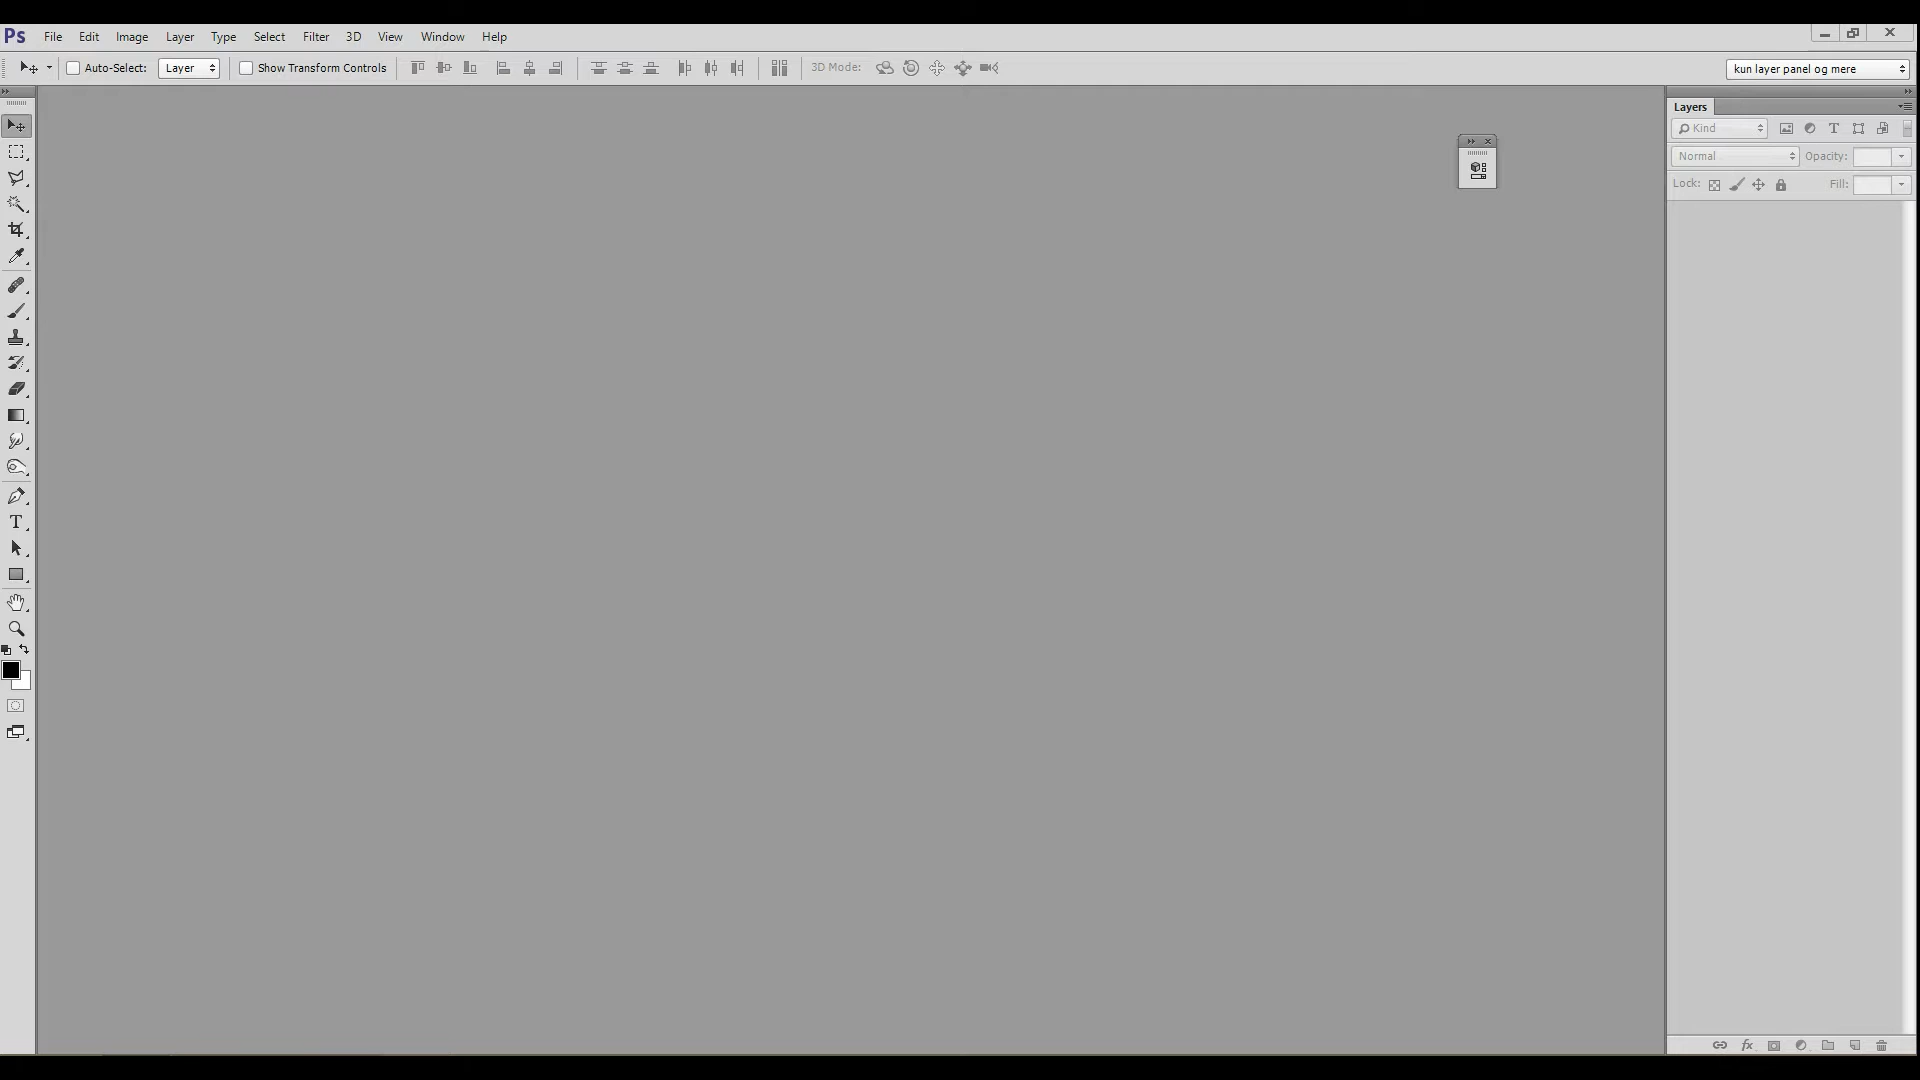 Ps File Edit Image Layer Type Select Filter 3D View Window Help
Auto-Select: Layer Show Transform Controls 3D Mode: kun layer panel og mere
Layers
Kind
Normal Opacity:
Lock: Fill:
T
fx